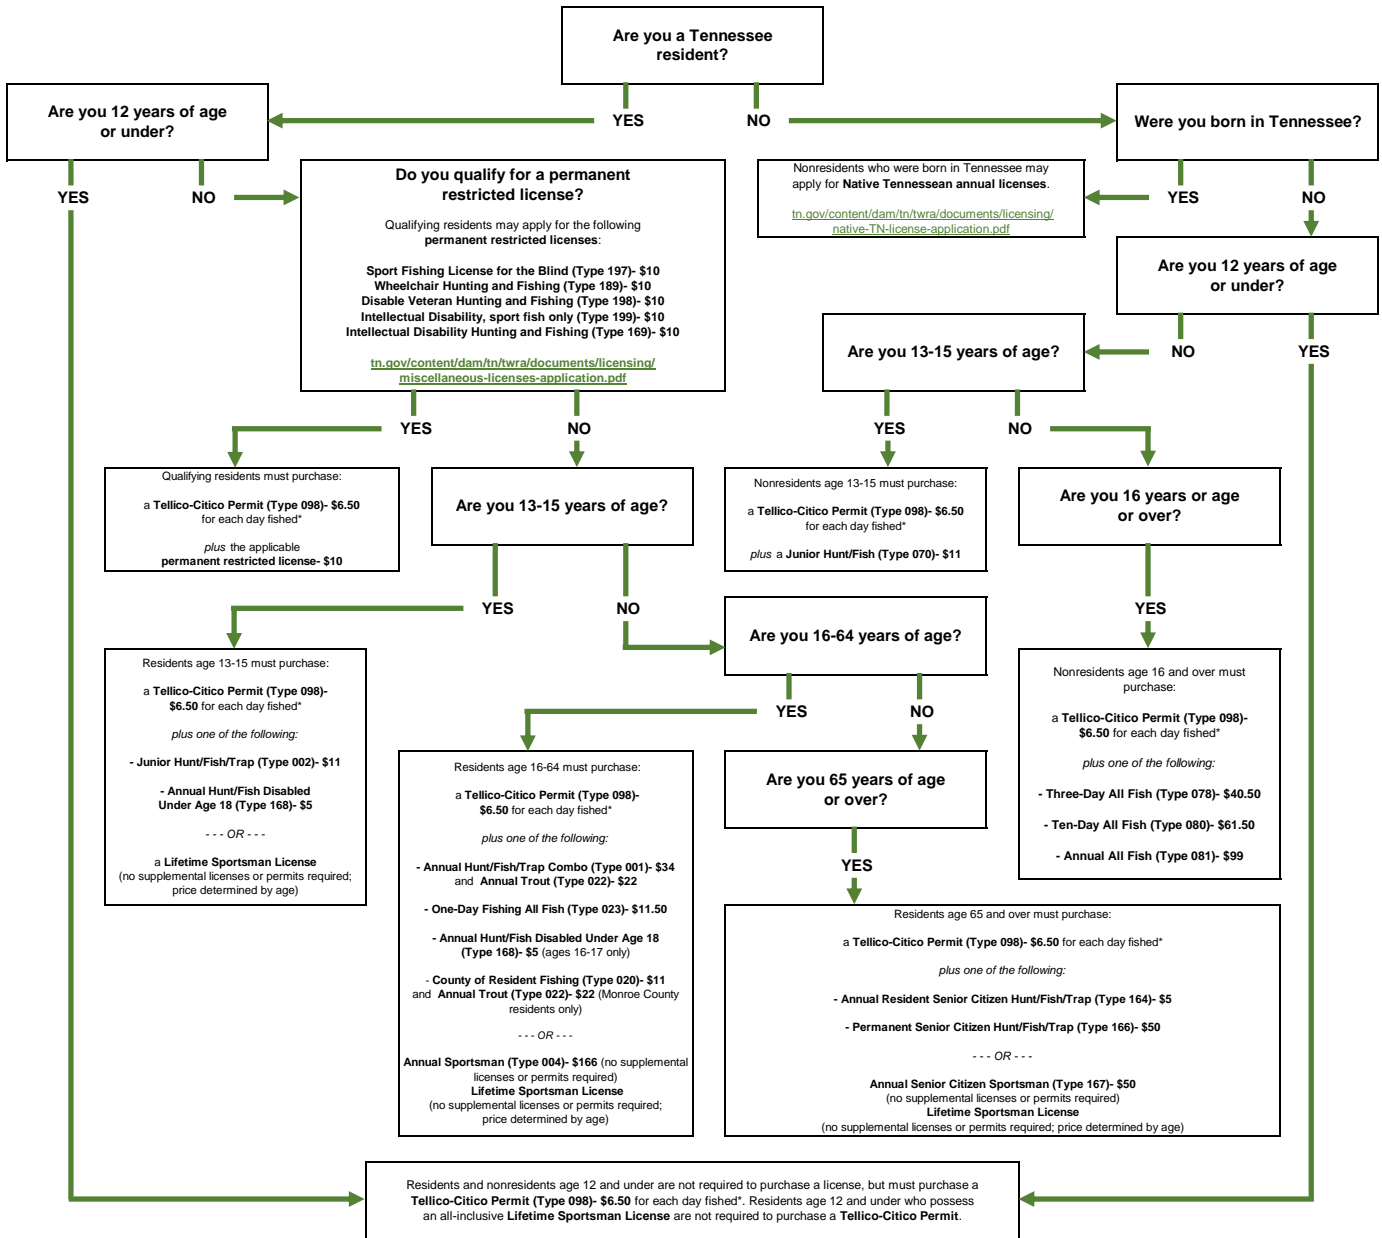 Are you a Tennessee
resident?
YES
NO
Are you 12 years of age
or under?
Were you born in Tennessee?
YES
NO
Do you qualify for a permanent
restricted license?
Qualifying residents may apply for the following
permanent restricted licenses:
Sport Fishing License for the Blind (Type 197)- $10
Wheelchair Hunting and Fishing (Type 189)- $10
Disable Veteran Hunting and Fishing (Type 198)- $10
Intellectual Disability, sport fish only (Type 199)- $10
Intellectual Disability Hunting and Fishing (Type 169)- $10
tn.gov/content/dam/tn/twra/documents/licensing/
miscellaneous-licenses-application.pdf
Nonresidents who were born in Tennessee may
apply for Native Tennessean annual licenses.
tn.gov/content/dam/tn/twra/documents/licensing/
native-TN-license-application.pdf
YES
NO
Are you 12 years of age
or under?
Are you 13-15 years of age?
NO
YES
YES
NO
YES
NO
Qualifying residents must purchase:
a Tellico-Citico Permit (Type 098)- $6.50
for each day fished*
plus the applicable
permanent restricted license- $10
Are you 13-15 years of age?
Nonresidents age 13-15 must purchase:
a Tellico-Citico Permit (Type 098)- $6.50
for each day fished*
plus a Junior Hunt/Fish (Type 070)- $11
Are you 16 years or age
or over?
YES
NO
YES
Are you 16-64 years of age?
Residents age 13-15 must purchase:
a Tellico-Citico Permit (Type 098)-
$6.50 for each day fished*
plus one of the following:
- Junior Hunt/Fish/Trap (Type 002)- $11
- Annual Hunt/Fish Disabled
Under Age 18 (Type 168)- $5
- - - OR - - -
a Lifetime Sportsman License
(no supplemental licenses or permits required;
price determined by age)
Nonresidents age 16 and over must
purchase:
a Tellico-Citico Permit (Type 098)-
$6.50 for each day fished*
plus one of the following:
- Three-Day All Fish (Type 078)- $40.50
- Ten-Day All Fish (Type 080)- $61.50
- Annual All Fish (Type 081)- $99
YES
NO
Residents age 16-64 must purchase:
a Tellico-Citico Permit (Type 098)-
$6.50 for each day fished*
plus one of the following:
- Annual Hunt/Fish/Trap Combo (Type 001)- $34
and Annual Trout (Type 022)- $22
- One-Day Fishing All Fish (Type 023)- $11.50
- Annual Hunt/Fish Disabled Under Age 18
(Type 168)- $5 (ages 16-17 only)
- County of Resident Fishing (Type 020)- $11
and Annual Trout (Type 022)- $22 (Monroe County
residents only)
- - - OR - - -
Annual Sportsman (Type 004)- $166 (no supplemental
licenses or permits required)
Lifetime Sportsman License
(no supplemental licenses or permits required;
price determined by age)
Are you 65 years of age
or over?
YES
Residents age 65 and over must purchase:
a Tellico-Citico Permit (Type 098)- $6.50 for each day fished*
plus one of the following:
- Annual Resident Senior Citizen Hunt/Fish/Trap (Type 164)- $5
- Permanent Senior Citizen Hunt/Fish/Trap (Type 166)- $50
- - - OR - - -
Annual Senior Citizen Sportsman (Type 167)- $50
(no supplemental licenses or permits required)
Lifetime Sportsman License
(no supplemental licenses or permits required; price determined by age)
Residents and nonresidents age 12 and under are not required to purchase a license, but must purchase a
Tellico-Citico Permit (Type 098)- $6.50 for each day fished*. Residents age 12 and under who possess
an all-inclusive Lifetime Sportsman License are not required to purchase a Tellico-Citico Permit.